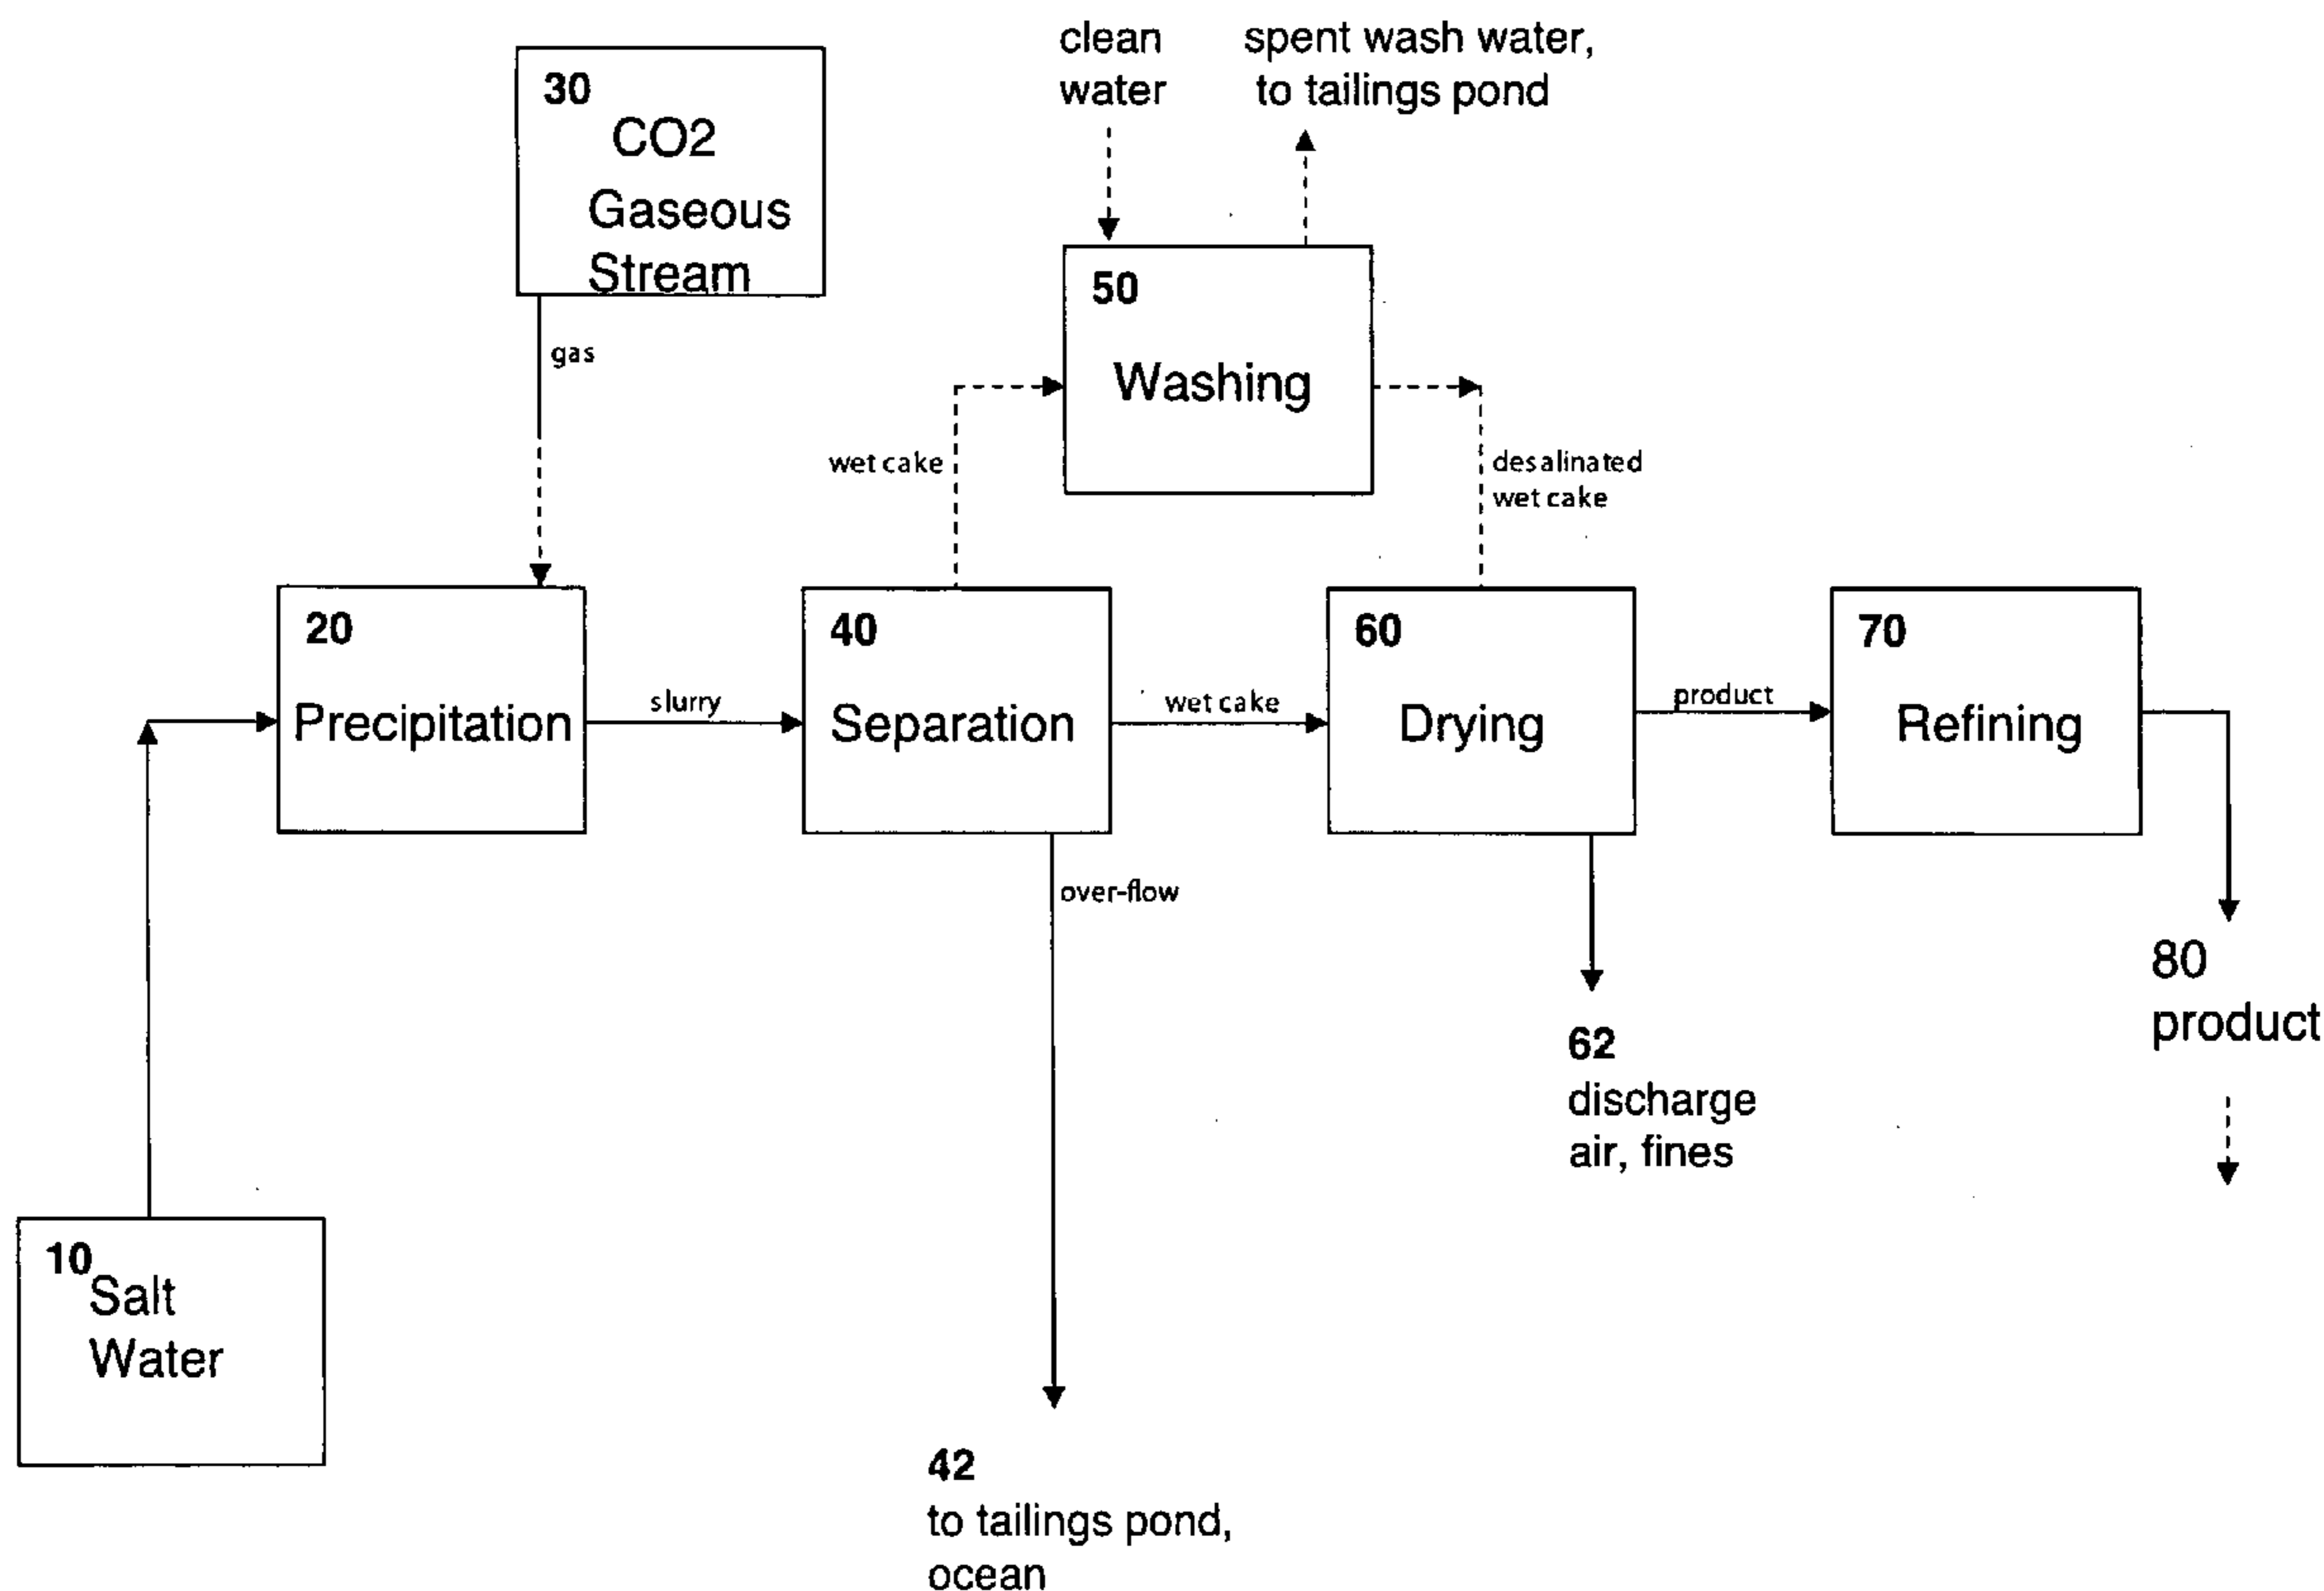 clean
water
spent wash water,
to tailings pond
30
CO2
Gaseous
Stream
gas
50
Washing
wet cake
desalinated
wet cake
20
Precipitation
slurry
40
Separation
wet cake
60
Drying
product
70
Refining
over-flow
80
product
62
discharge
air, fines
10
Salt
Water
42
to tailings pond,
ocean